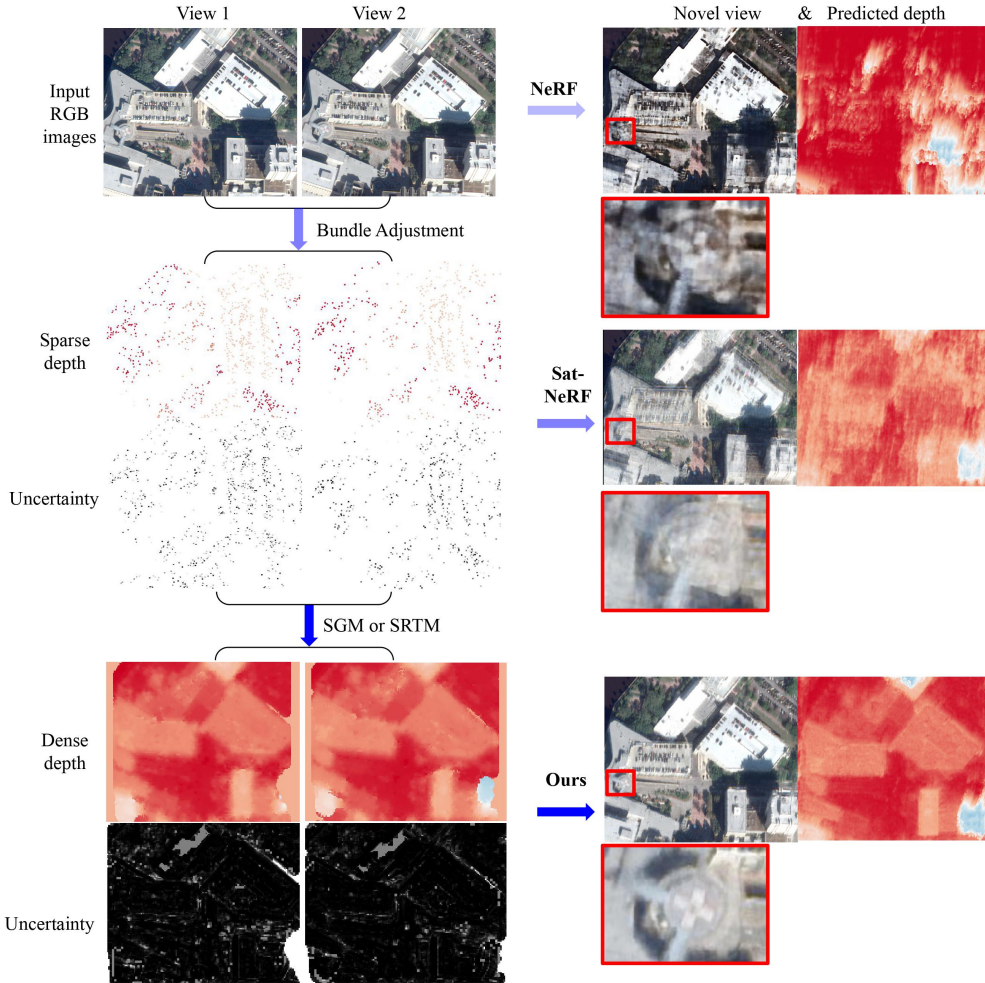 View 1
View 2
Novel view & Predicted depth
Input
RGB
images
NeRF
Bundle Adjustment
Sparse
depth
Sat-
NeRF
Uncertainty
SGM or SRTM
Dense
depth
Ours
Uncertainty